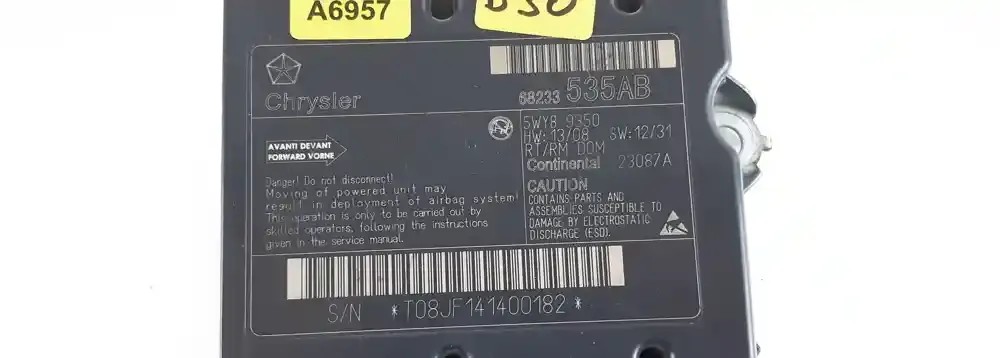 A6957
B30
Chrysler
68233 535AB
5WY8 9350
HW: 13/08 SW: 12/31
RT/RM DOM
Continental 23087A
AVANTI DEVANT
FORWARD VORNE
Danger! Do not disconnect!
Moving of powered unit may
result in deployment of airbag system!
This operation is only to be carried out by
skilled operators, following the instructions
given in the service manual.
CAUTION
CONTAINS PARTS AND
ASSEMBLIES SUSCEPTIBLE TO
DAMAGE BY ELECTROSTATIC
DISCHARGE (ESD).
S/N *T08JF141400182*